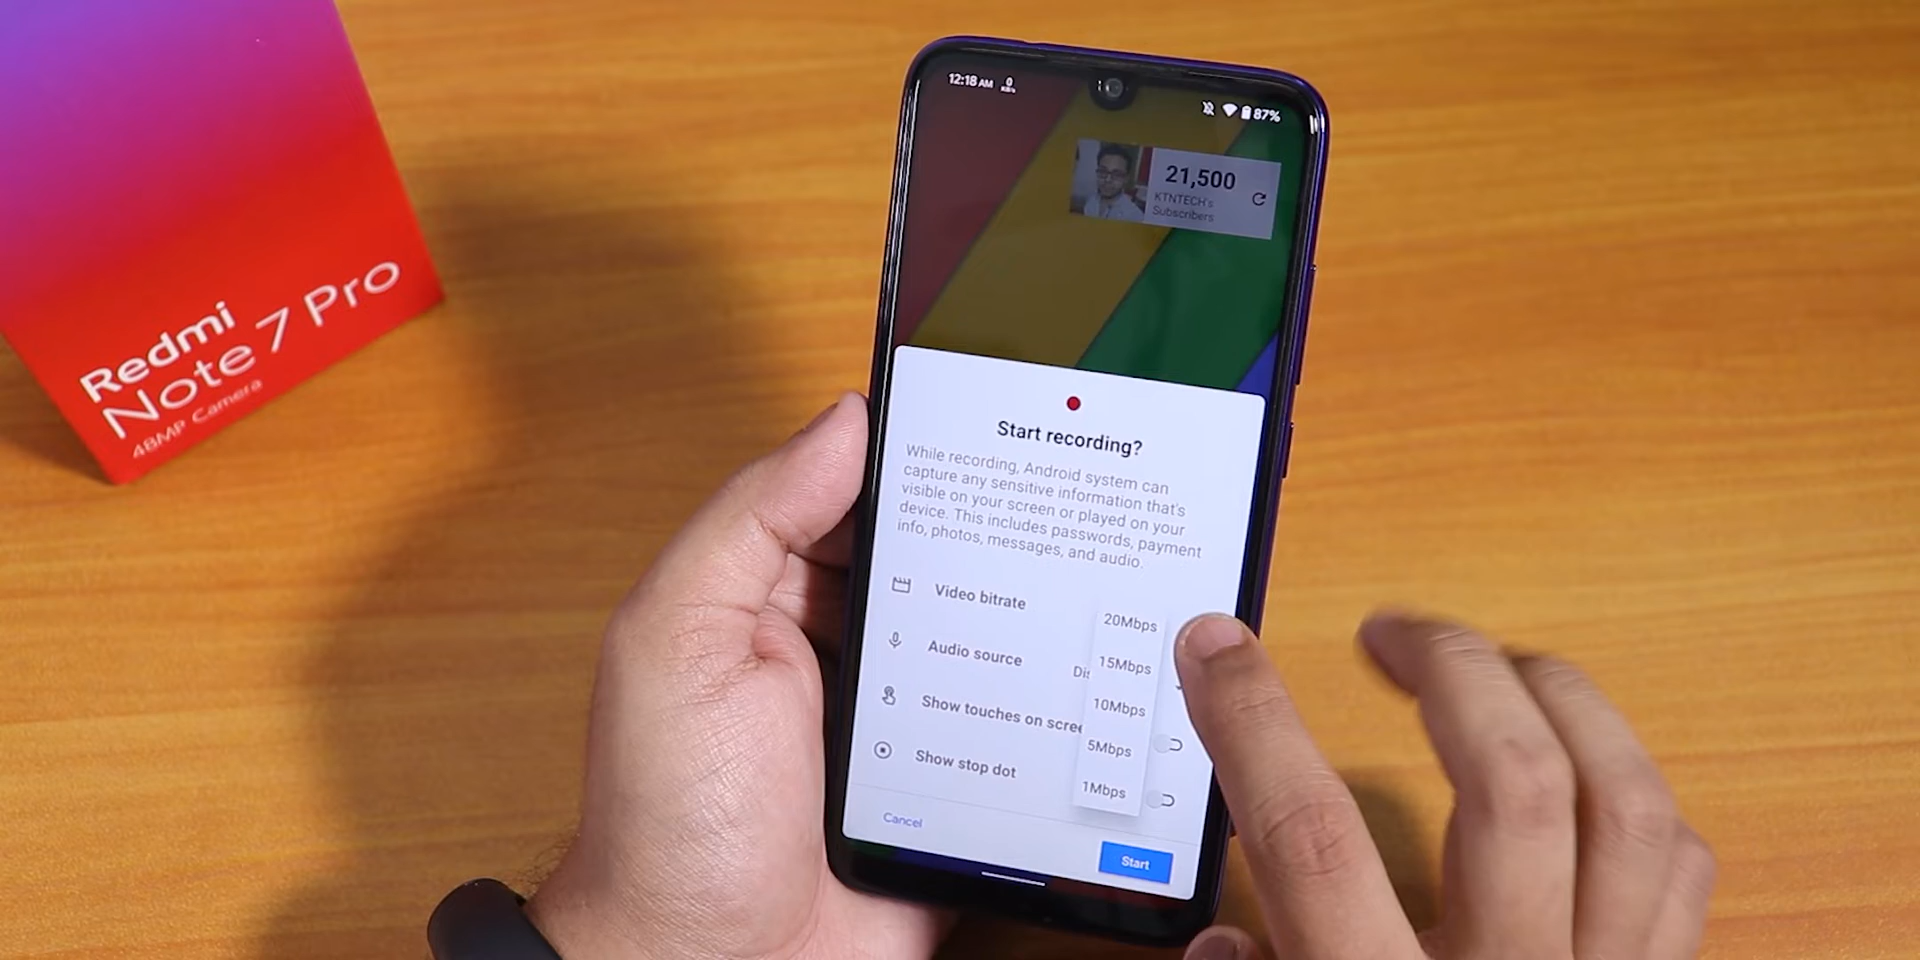 Redmi
Note 7 Pro
48MP Camera
12:18 AM
0
KB/s
87%
21,500
KTNTECH's
Subscribers
Start recording?
While recording, Android system can
capture any sensitive information that's
visible on your screen or played on your
device. This includes passwords, payment
info, photos, messages, and audio.
Video bitrate
20Mbps
Audio source
Dis
15Mbps
10Mbps
Show touches on scree
5Mbps
Show stop dot
1Mbps
Cancel
Start